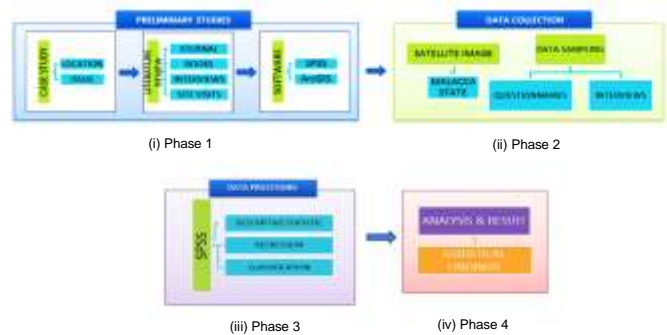 PRELIMINARY STUDIES
CASE STUDY
LOCATION
LITERATURE REVIEW
JOURNAL
BOOKS
INTERVIEWS
SITE VISITS
SOFTWARE
SPSS
ArcGIS
(i) Phase 1
DATA COLLECTION
SATELLITE IMAGE
MALACCA
STATE
DATA SAMPLING
QUESTIONNAIRES
INTERVIEWS
(ii) Phase 2
DATA PROCESSING
SPSS
DESCRIPTIVE STATISTIC
REGRESSION
(iii) Phase 3
ANALYSIS & RESULT
FINDINGS
(iv) Phase 4